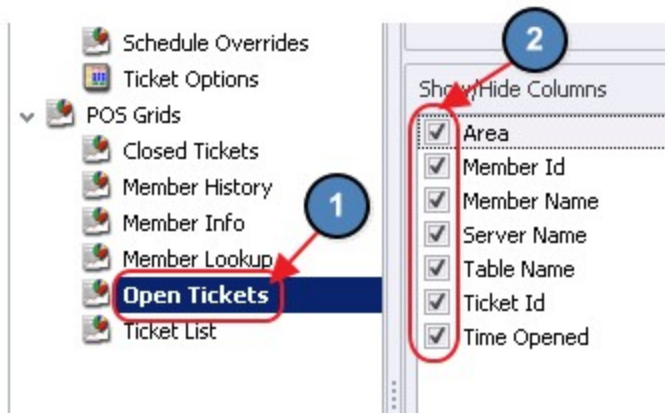 Schedule Overrides
Ticket Options
POS Grids
Closed Tickets
Member History
Member Info
1
Member Lookup
Open Tickets
Ticket List
2
Show/Hide Columns
Area
Member Id
Member Name
Server Name
Table Name
Ticket Id
Time Opened